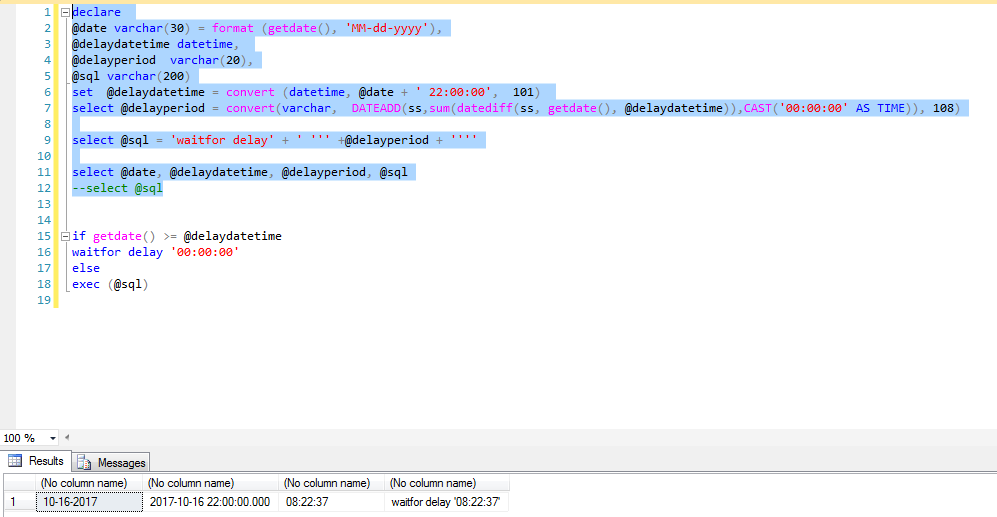 1 declare
2 @date varchar(30) = format (getdate(), 'MM-dd-yyyy'),
3 @delaydatetime datetime,
4 @delayperiod  varchar(20),
5 @sql varchar(200)
6 set  @delaydatetime = convert (datetime, @date + ' 22:00:00',  101)
7 select @delayperiod = convert(varchar,  DATEADD(ss,sum(datediff(ss, getdate(), @delaydatetime)),CAST('00:00:00' AS TIME)), 108)
8
9 select @sql = 'waitfor delay' + ' ''' +@delayperiod + ''''
10
11 select @date, @delaydatetime, @delayperiod, @sql
12 --select @sql
13
14
15 if getdate() >= @delaydatetime
16 waitfor delay '00:00:00'
17 else
18 exec (@sql)
19
100 %
Results Messages
(No column name) (No column name) (No column name) (No column name)
1 10-16-2017 2017-10-16 22:00:00.000 08:22:37 waitfor delay '08:22:37'